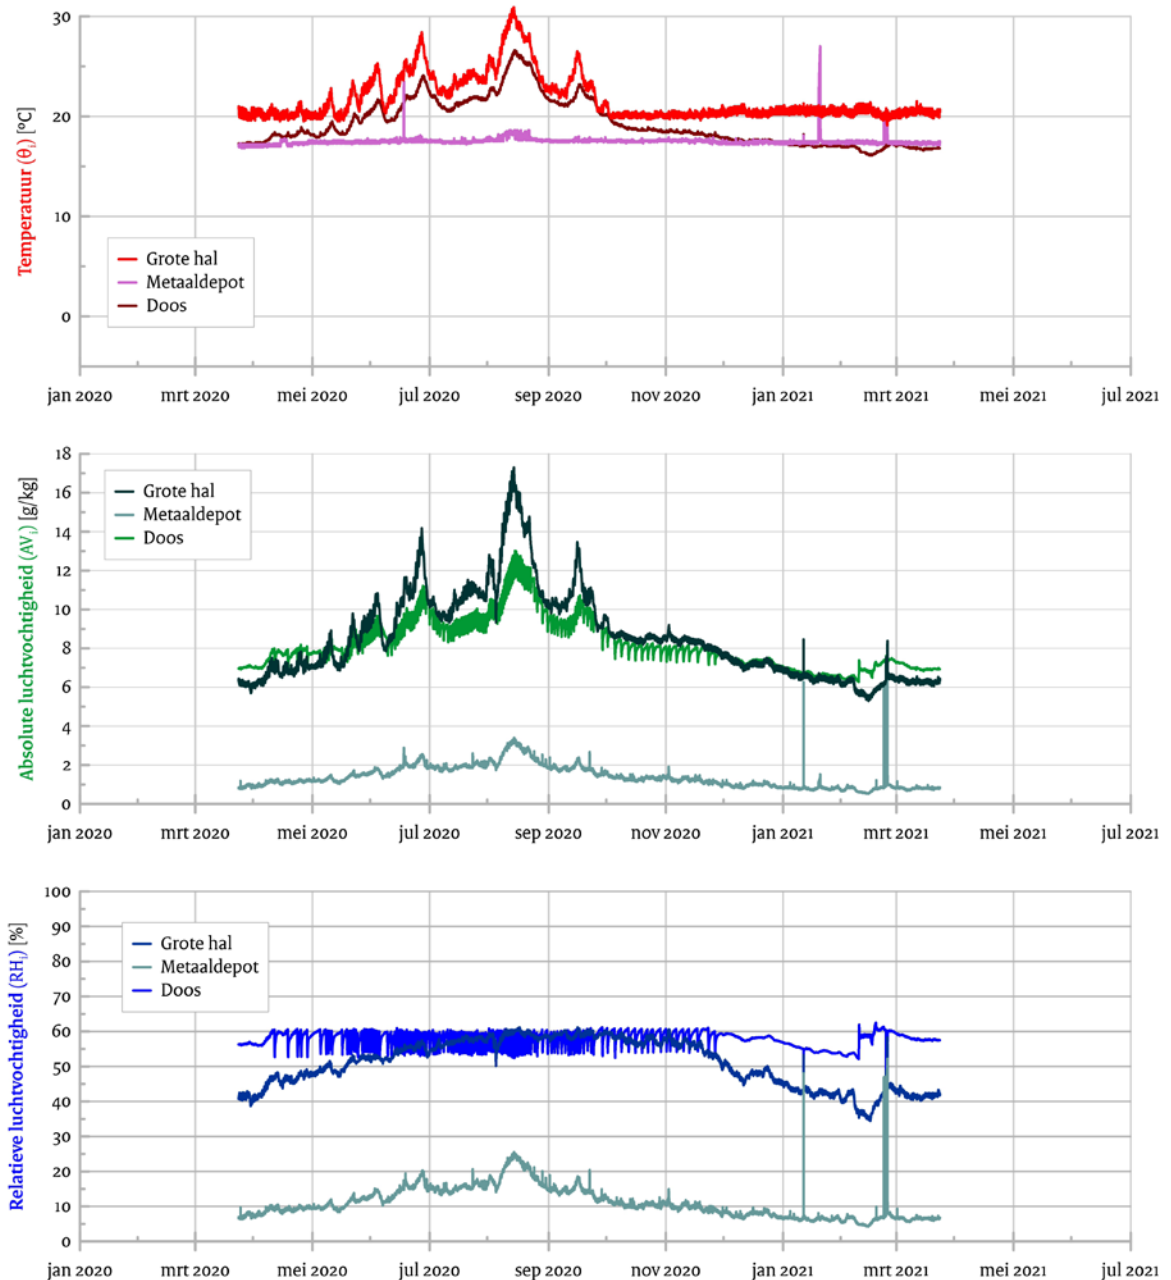 30
20
10
0
Temperatuur (θᵢ) [°C]
Grote hal
Metaaldepot
Doos
jan 2020 mrt 2020 mei 2020 jul 2020 sep 2020 nov 2020 jan 2021 mrt 2021 mei 2021 jul 2021
18
16
14
12
10
8
6
4
2
0
Absolute luchtvochtigheid (AVᵢ) [g/kg]
Grote hal
Metaaldepot
Doos
jan 2020 mrt 2020 mei 2020 jul 2020 sep 2020 nov 2020 jan 2021 mrt 2021 mei 2021 jul 2021
100
90
80
70
60
50
40
30
20
10
0
Relatieve luchtvochtigheid (RHᵢ) [%]
Grote hal
Metaaldepot
Doos
jan 2020 mrt 2020 mei 2020 jul 2020 sep 2020 nov 2020 jan 2021 mrt 2021 mei 2021 jul 2021